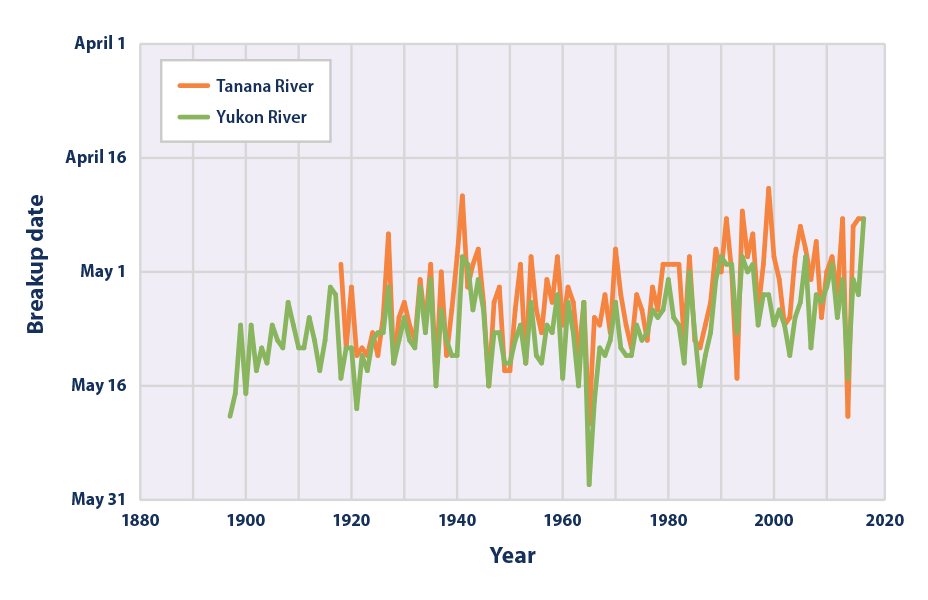 April 1
Tanana River
Yukon River
April 16
Breakup date
May 1
May 16
May 31
1880 1900 1920 1940 1960 1980 2000 2020
Year